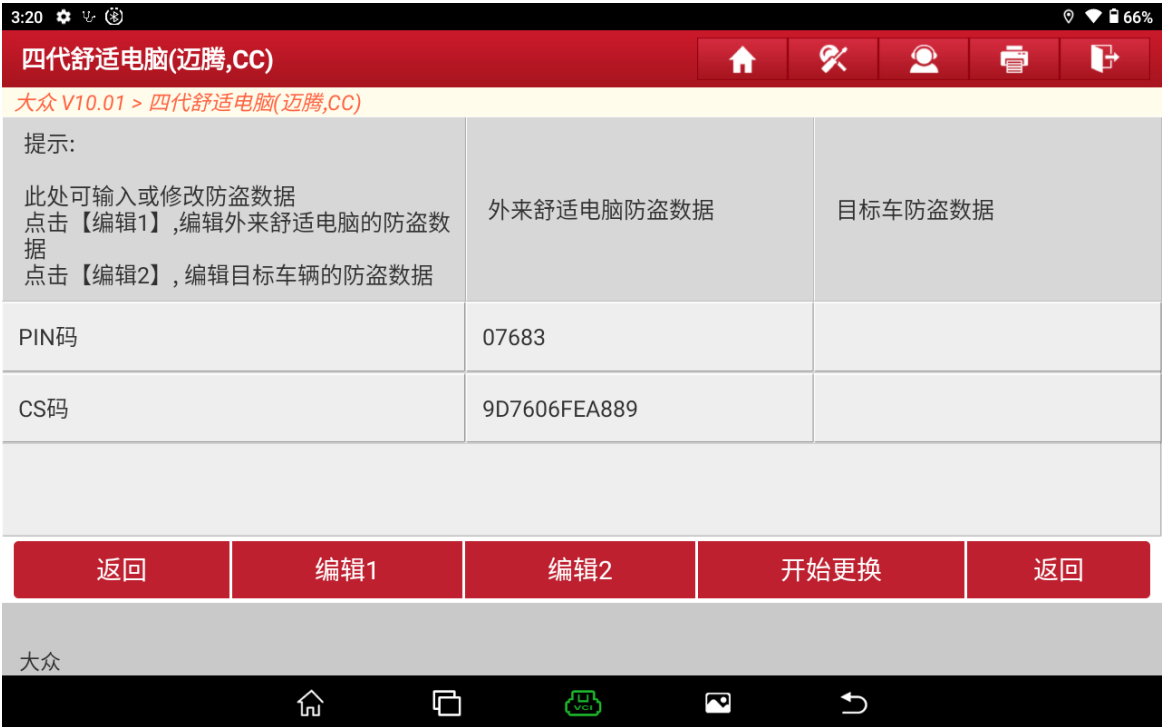 3:20
66%
四代舒适电脑(迈腾,CC)
大众 V10.01 > 四代舒适电脑(迈腾,CC)
提示:
此处可输入或修改防盗数据
点击【编辑1】,编辑外来舒适电脑的防盗数
据
点击【编辑2】, 编辑目标车辆的防盗数据
外来舒适电脑防盗数据
目标车防盗数据
PIN码
07683
CS码
9D7606FEA889
返回
编辑1
编辑2
开始更换
返回
大众
VCI